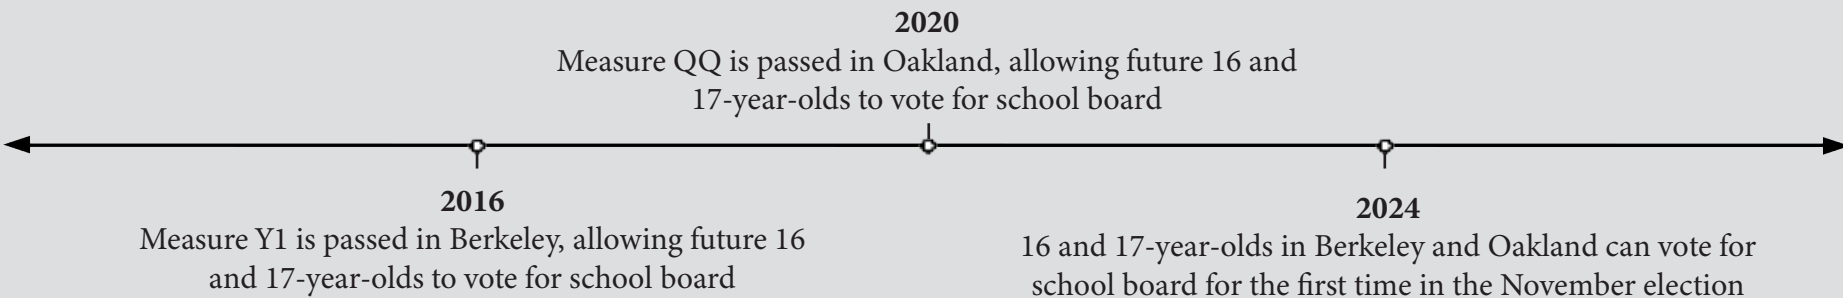 2020
Measure QQ is passed in Oakland, allowing future 16 and
17-year-olds to vote for school board
2016
Measure Y1 is passed in Berkeley, allowing future 16
and 17-year-olds to vote for school board
2024
16 and 17-year-olds in Berkeley and Oakland can vote for
school board for the first time in the November election